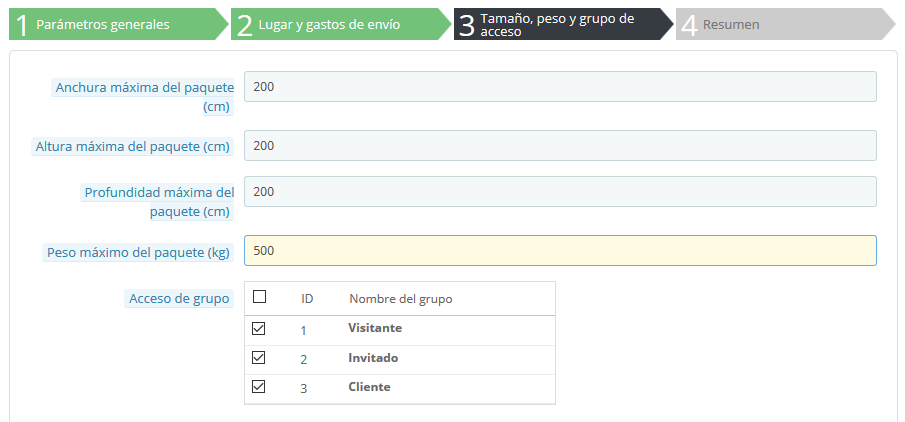 1 Parámetros generales
2 Lugar y gastos de envío
3 Tamaño, peso y grupo de
acceso
4 Resumen
Anchura máxima del paquete
(cm)
200
Altura máxima del paquete (cm)
200
Profundidad máxima del
paquete (cm)
200
Peso máximo del paquete (kg)
500
Acceso de grupo
ID Nombre del grupo
1 Visitante
2 Invitado
3 Cliente